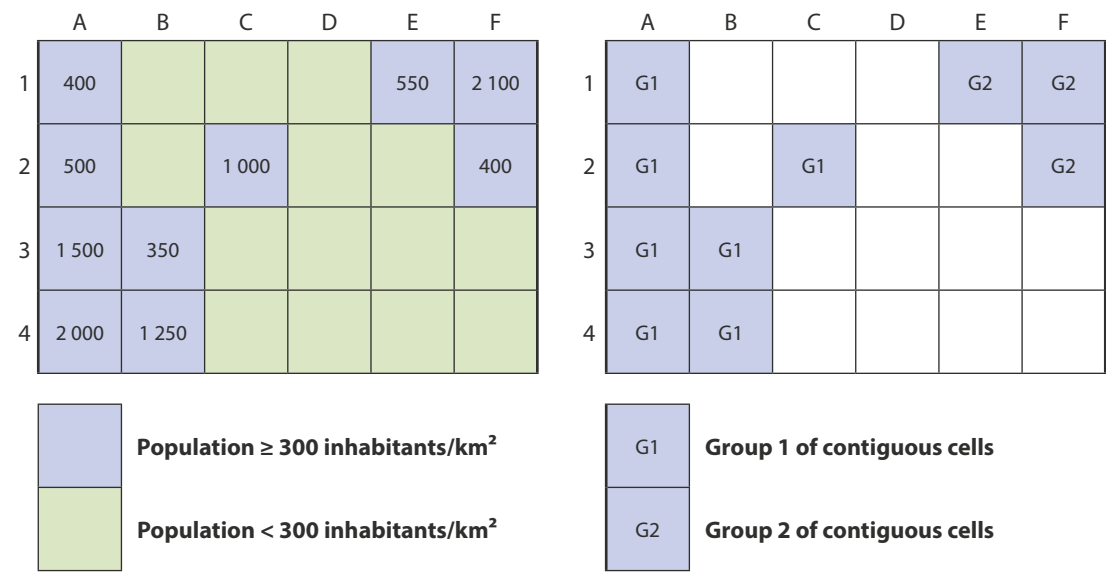 A B C D E F A B C D E F
1 400 550 2 100 1 G1 G2 G2
2 500 1 000 400 2 G1 G1 G2
3 1 500 350 3 G1 G1
4 2 000 1 250 4 G1 G1
Population ≥ 300 inhabitants/km² G1 Group 1 of contiguous cells
Population < 300 inhabitants/km² G2 Group 2 of contiguous cells